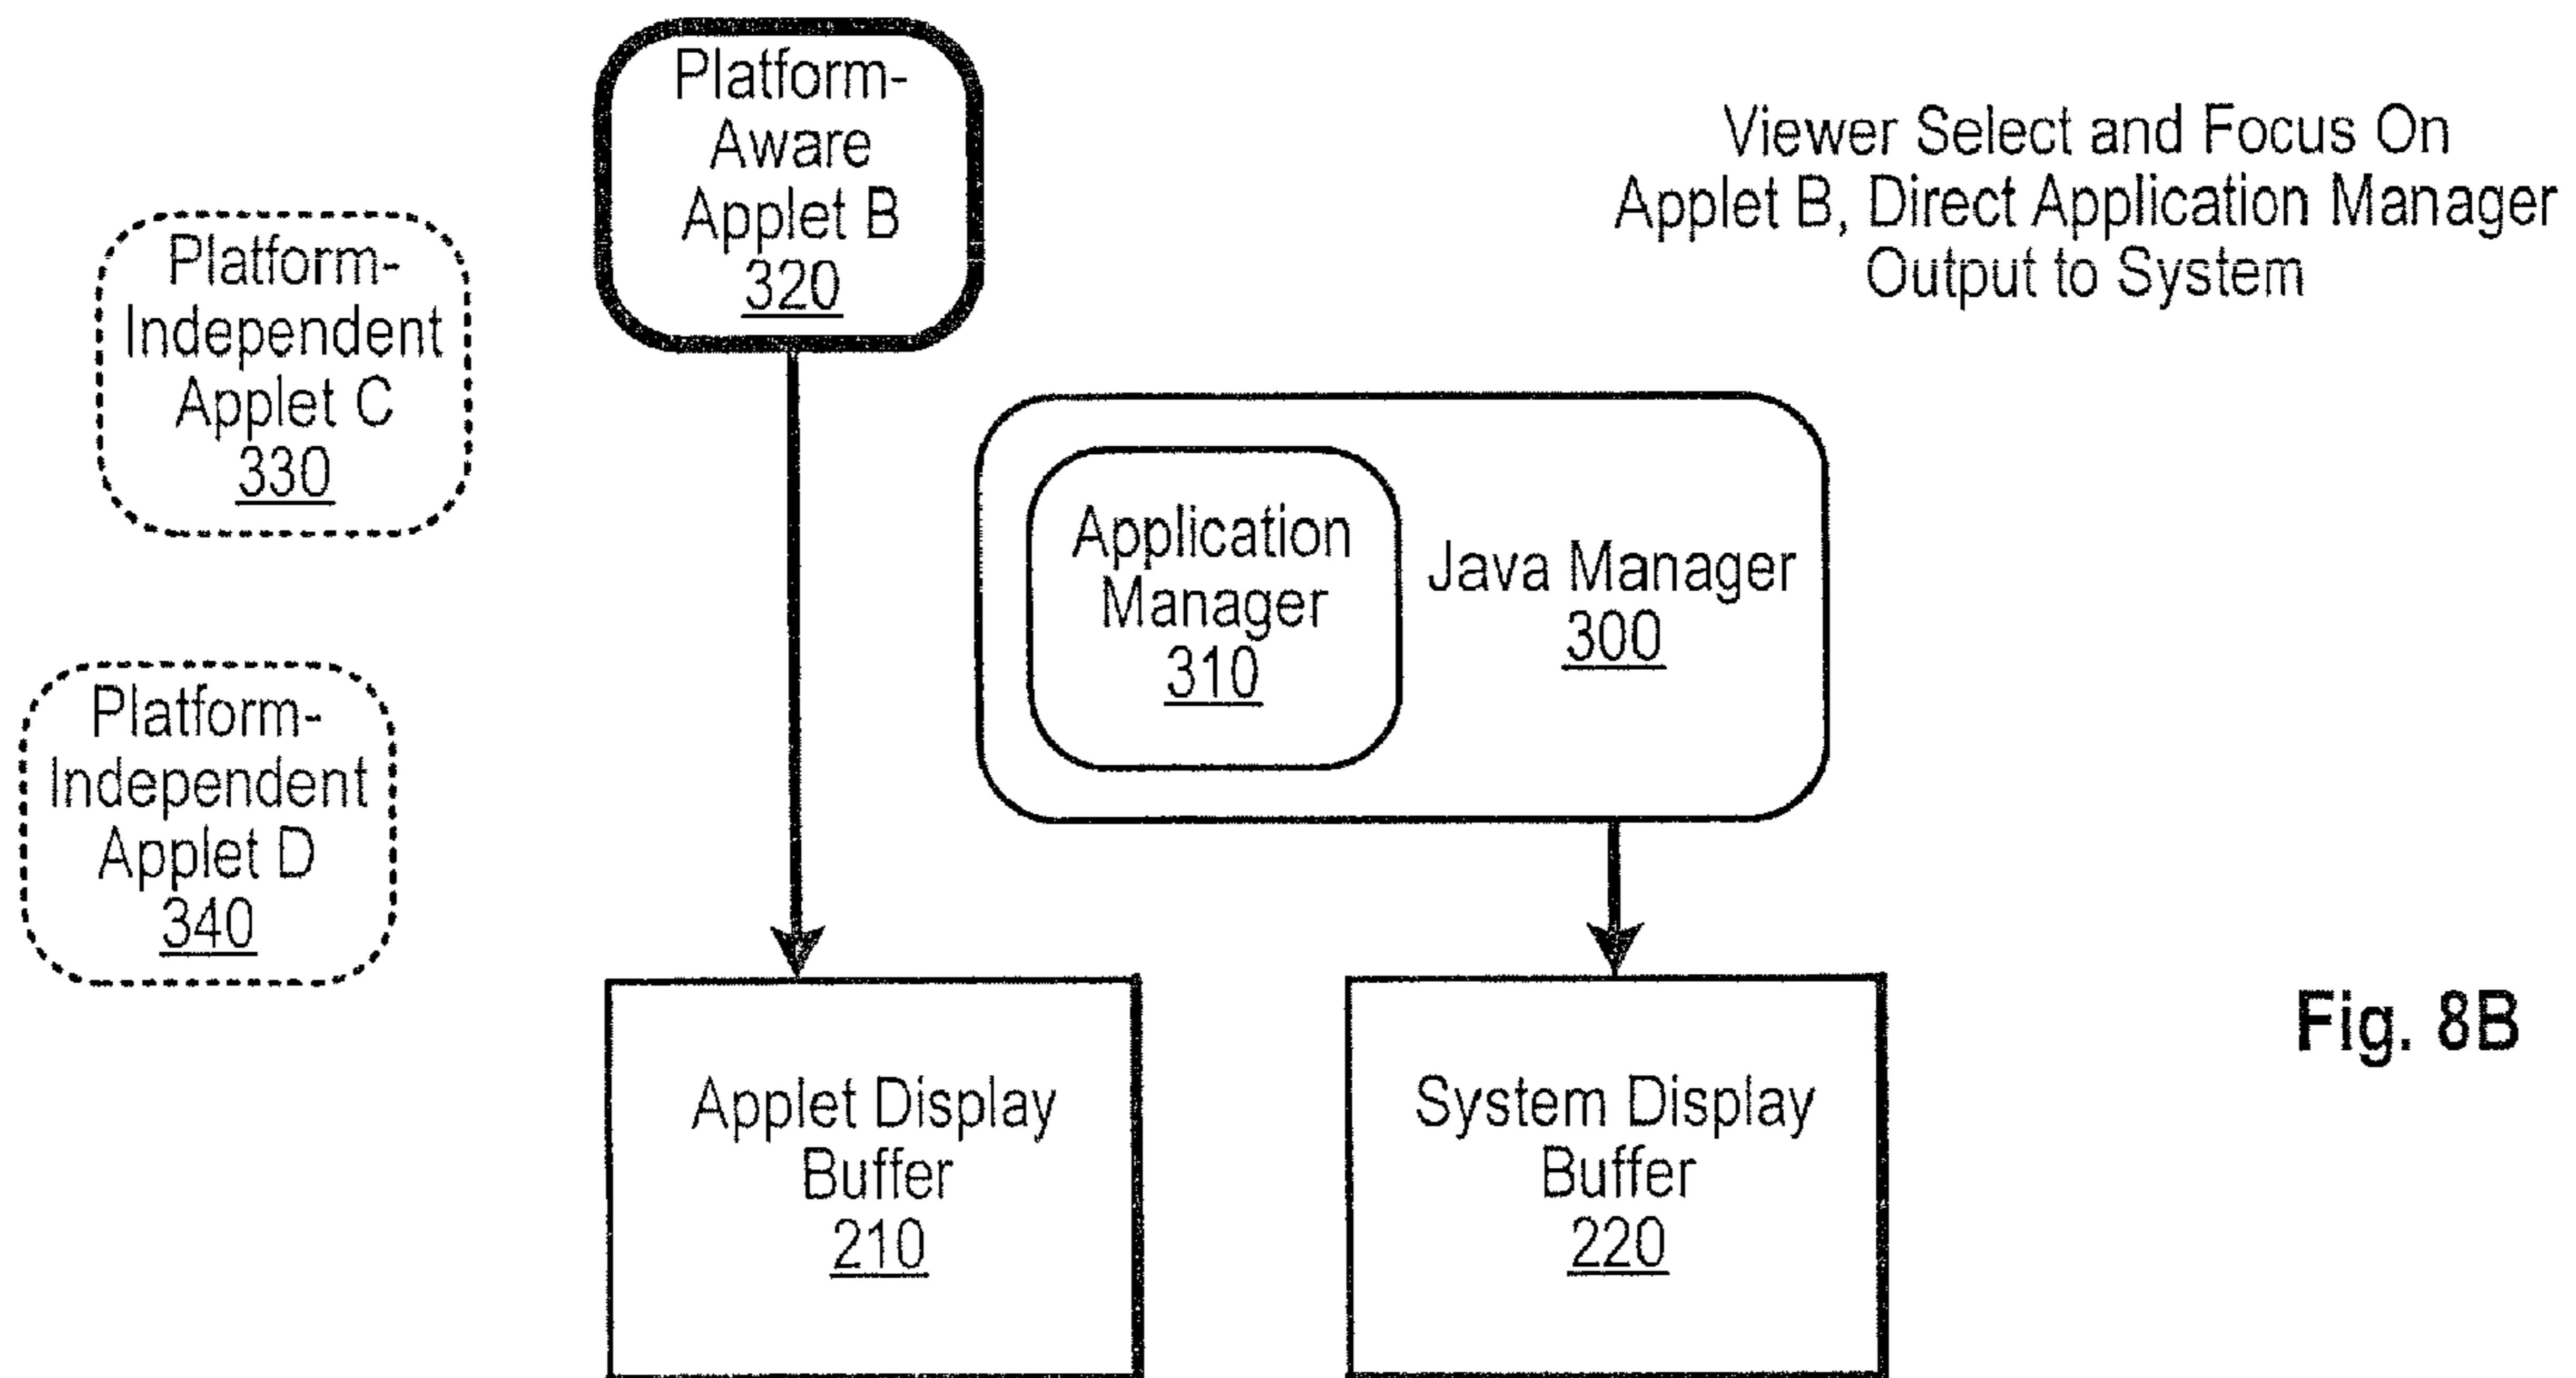 Platform-
Aware
Applet B
320
Viewer Select and Focus On
Applet B, Direct Application Manager
Output to System
Platform-
Independent
Applet C
330
Application
Manager
310
Java Manager
300
Platform-
Independent
Applet D
340
Applet Display
Buffer
210
System Display
Buffer
220
Fig. 8B